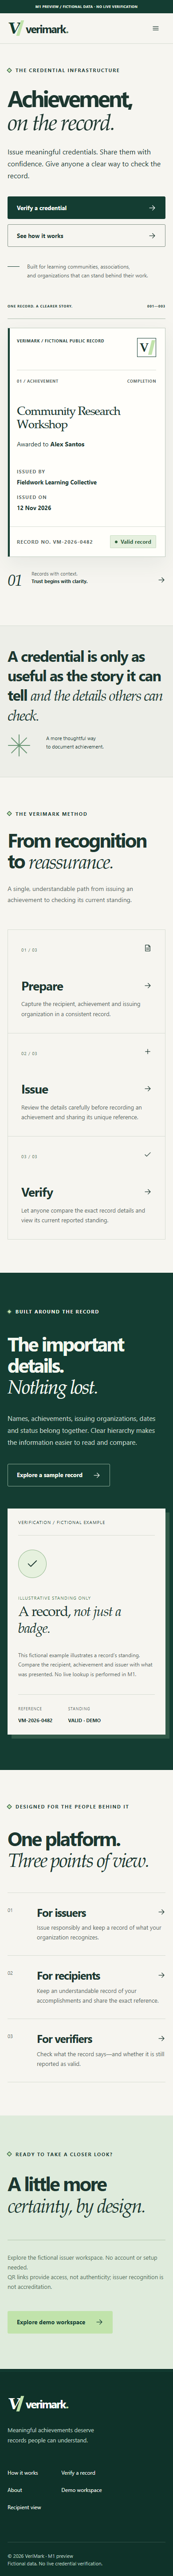 M1 PREVIEW / FICTIONAL DATA / NO LIVE VERIFICATION
V verimark.
THE CREDENTIAL INFRASTRUCTURE
Achievement,
on the record.
Issue meaningful credentials. Share them with
confidence. Give anyone a clear way to check the
record.
Verify a credential
See how it works
Built for learning communities, associations,
and organizations that can stand behind their work.
ONE RECORD. A CLEARER STORY.
001—003
VERIMARK / FICTIONAL PUBLIC RECORD
V
01 / ACHIEVEMENT
COMPLETION
Community Research
Workshop
Awarded to Alex Santos
ISSUED BY
Fieldwork Learning Collective
ISSUED ON
12 Nov 2026
RECORD NO. VM-2026-0482
Valid record
01
Records with context.
Trust begins with clarity.
A credential is only as
useful as the story it can
tell and the details others can
check.
A more thoughtful way
to document achievement.
THE VERIMARK METHOD
From recognition
to reassurance.
A single, understandable path from issuing an
achievement to checking its current standing.
01 / 03
Prepare
Capture the recipient, achievement and issuing
organization in a consistent record.
02 / 03
Issue
Review the details carefully before recording an
achievement and sharing its unique reference.
03 / 03
Verify
Let anyone compare the exact record details and
view its current reported standing.
BUILT AROUND THE RECORD
The important
details.
Nothing lost.
Names, achievements, issuing organizations, dates
and status belong together. Clear hierarchy makes
the information easier to read and compare.
Explore a sample record
VERIFICATION / FICTIONAL EXAMPLE
ILLUSTRATIVE STANDING ONLY
A record, not just a
badge.
This fictional example illustrates a record's standing.
Compare the recipient, achievement and issuer with what
was presented. No live lookup is performed in M1.
REFERENCE
STANDING
VM-2026-0482
VALID · DEMO
DESIGNED FOR THE PEOPLE BEHIND IT
One platform.
Three points of view.
01
For issuers
Issue responsibly and keep a record of what your
organization recognizes.
02
For recipients
Keep an understandable record of your
accomplishments and share the exact reference.
03
For verifiers
Check what the record says—and whether it is still
reported as valid.
READY TO TAKE A CLOSER LOOK?
A little more
certainty, by design.
Explore the fictional issuer workspace. No account or setup
needed.
QR links provide access, not authenticity; issuer recognition is
not accreditation.
Explore demo workspace
V verimark.
Meaningful achievements deserve
records people can understand.
How it works
Verify a record
About
Demo workspace
Recipient view
© 2026 VeriMark · M1 preview
Fictional data. No live credential verification.